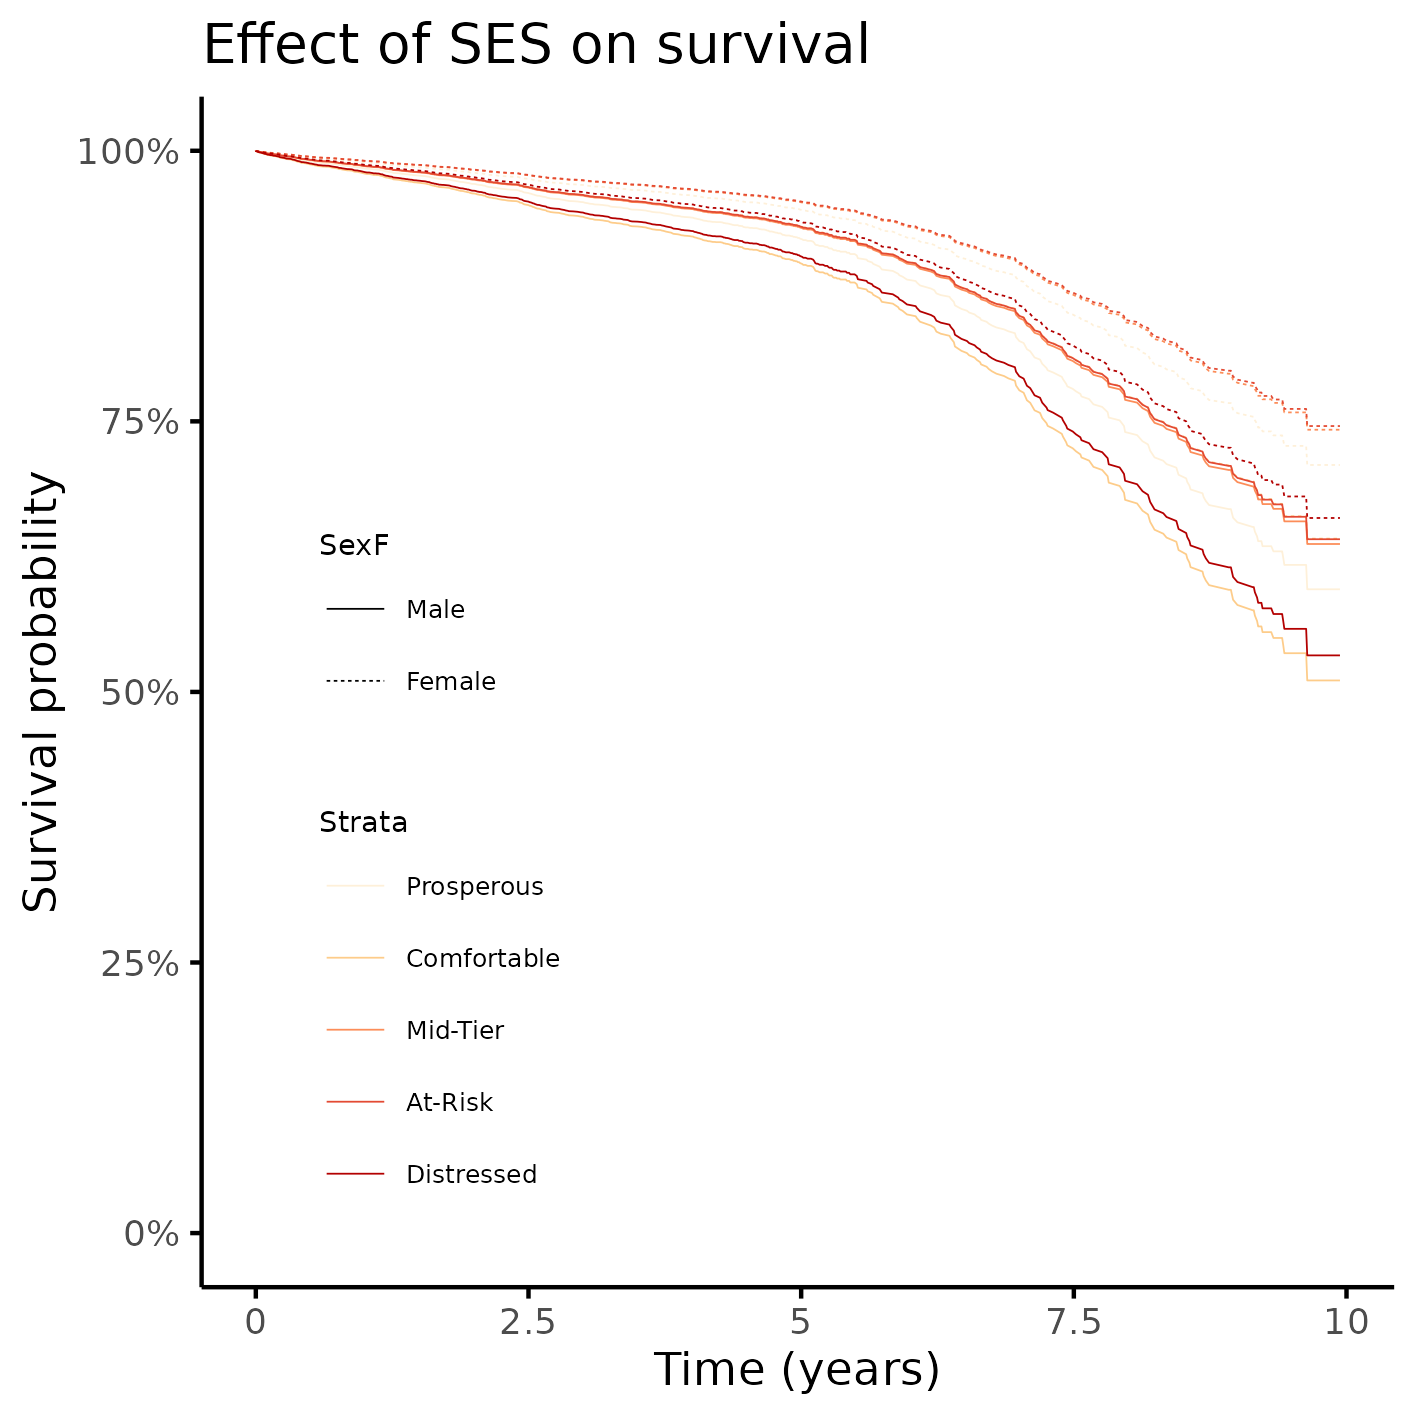 Effect of SES on survival
Survival probability
100%
75%
50%
25%
0%
SexF
Male
Female
Strata
Prosperous
Comfortable
Mid-Tier
At-Risk
Distressed
0
2.5
5
7.5
10
Time (years)